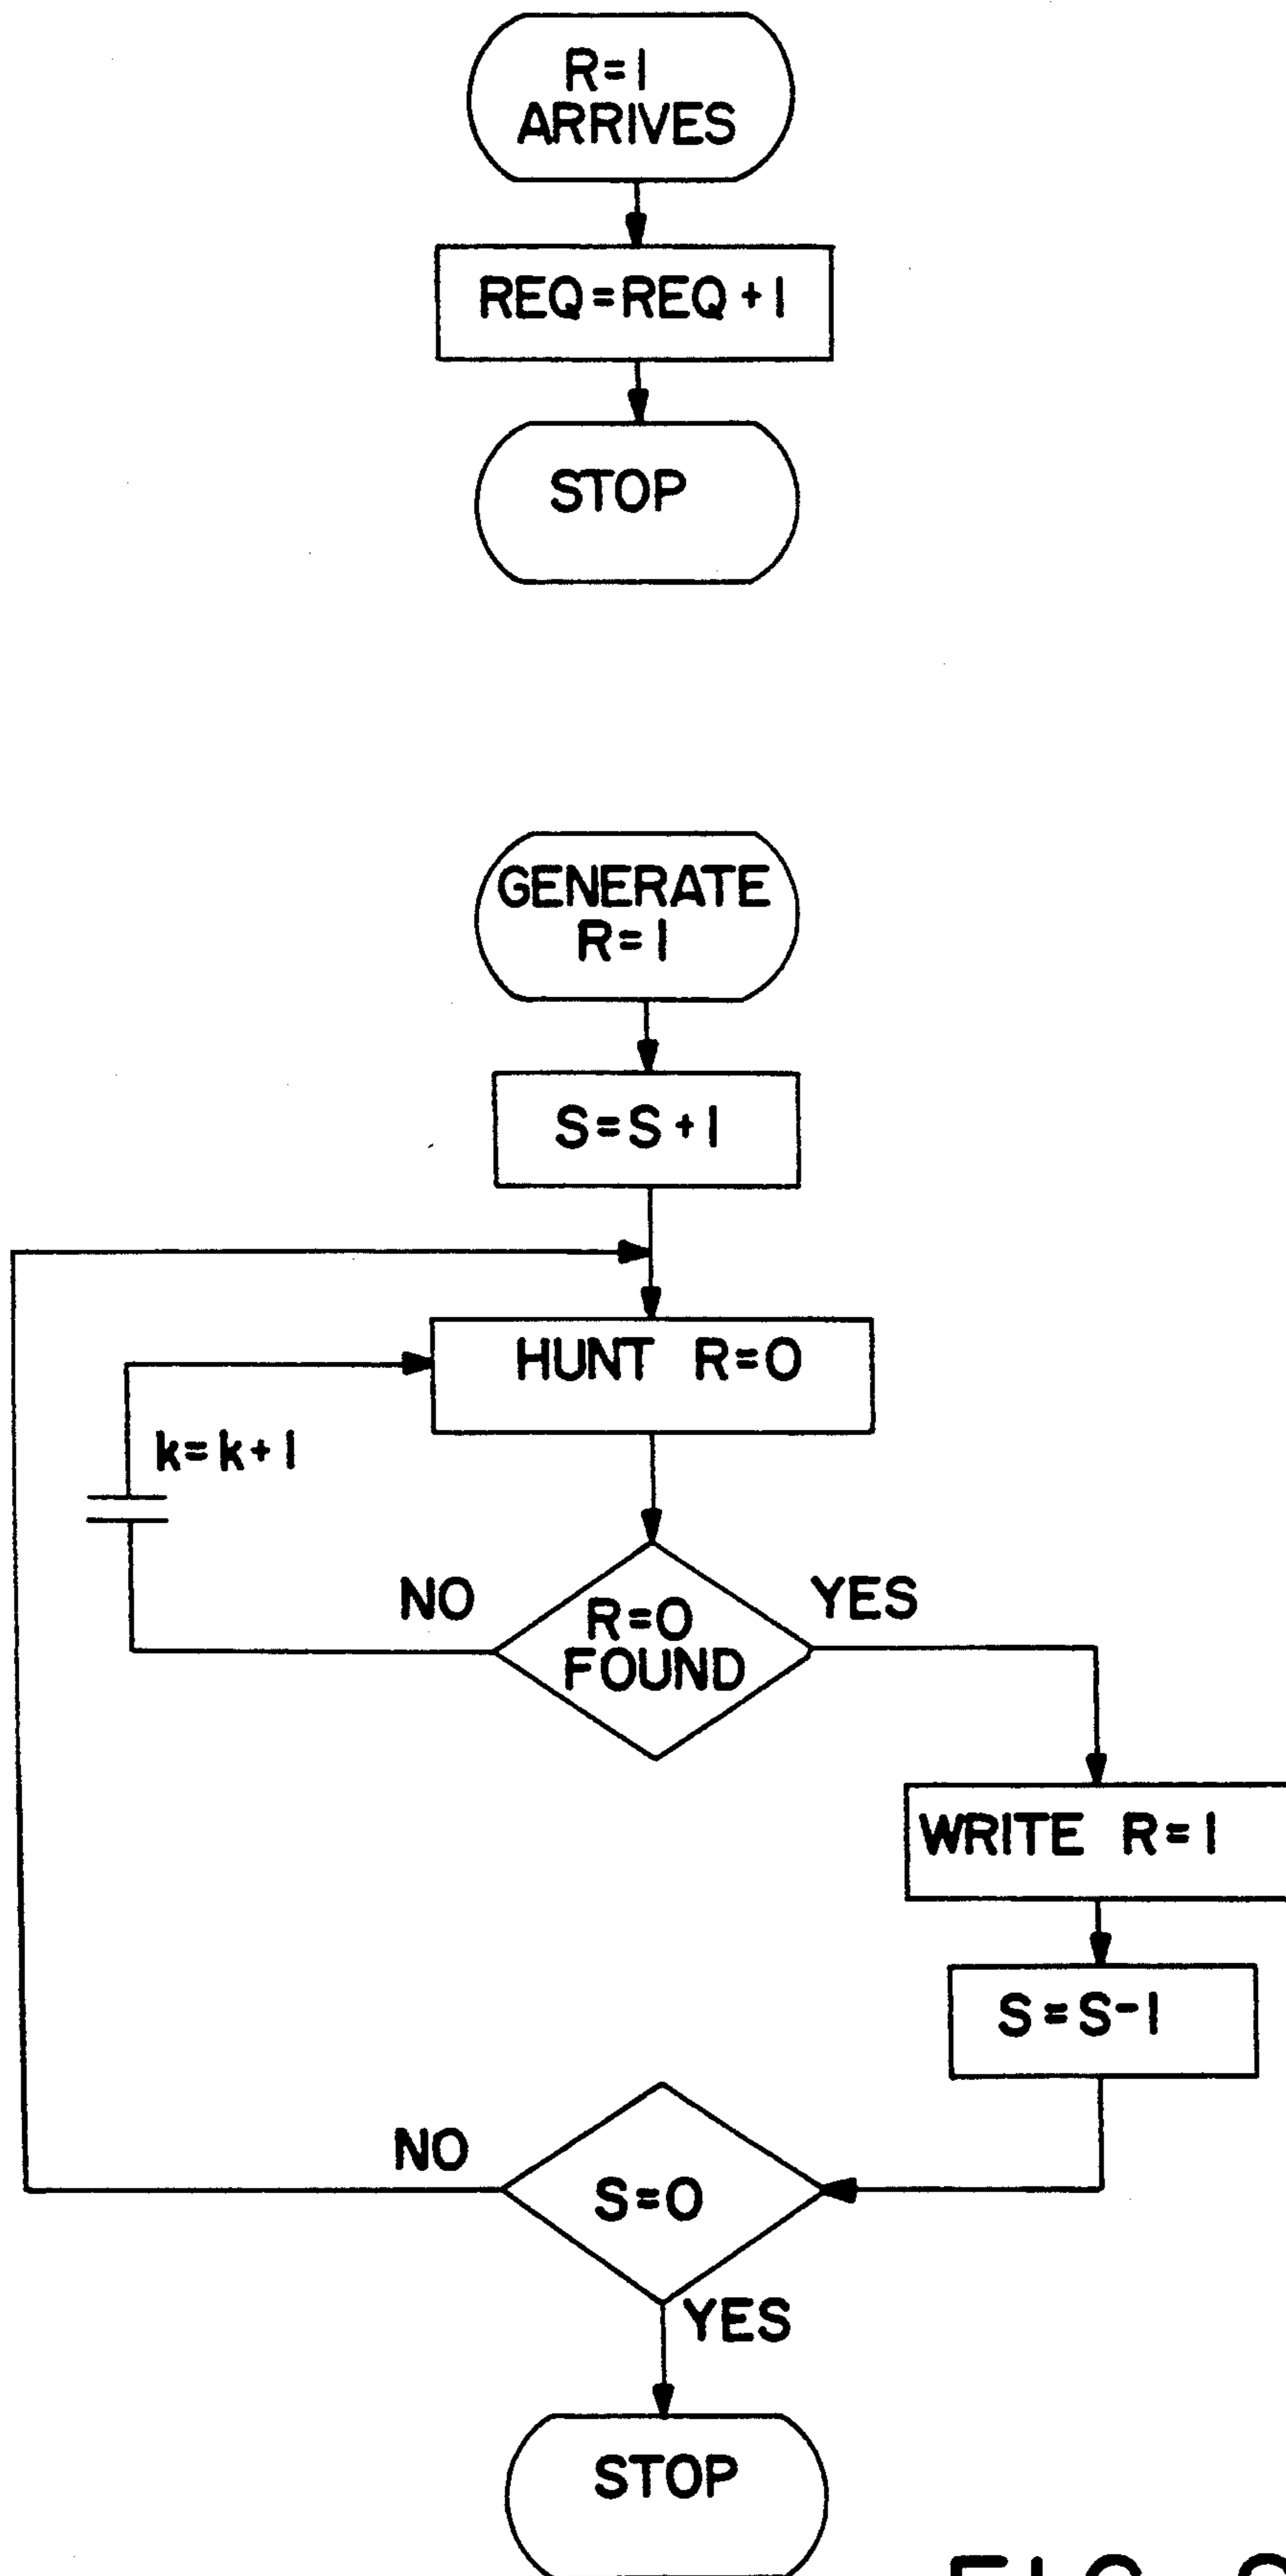 R=1
ARRIVES
REQ=REQ+1
STOP
GENERATE
R=1
S=S+1
HUNT R=0
k=k+1
NO
R=0
FOUND
YES
WRITE R=1
S=S-1
NO
S=0
YES
STOP